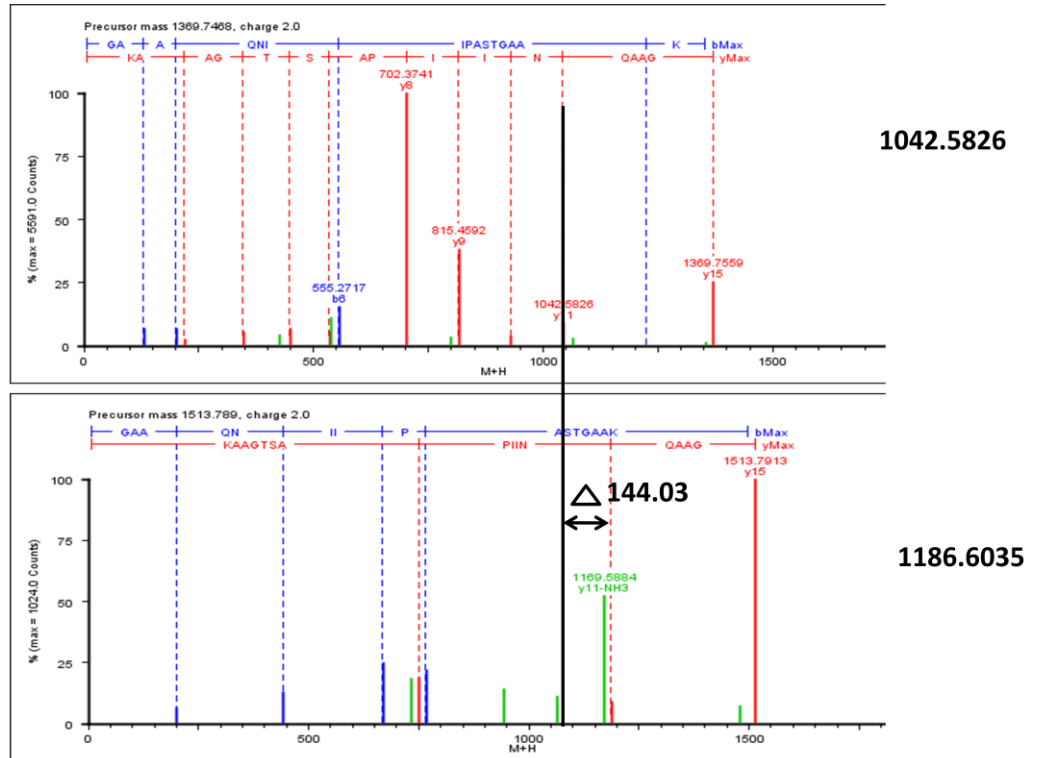 Precursor mass 1369.7468, charge 2.0
GA A QNI IPASTGAA K bMax
KA AG T S AP I I N QAAG yMax
702.3741
y8
100
1042.5826
75
% (max = 5591.0 Counts)
50
815.4592
y9
1369.7559
y15
25
555.2717
b6
1042.5826
0
0 500 1000 1500
M+H
Precursor mass 1513.789, charge 2.0
GAA QN II P ASTGAAK bMax
KAAGTSA PIIN QAAG yMax
1513.7913
y15
100
△ 144.03
75
% (max = 1024.0 Counts)
1186.6035
1169.5884
y11-NH3
50
25
0
0 500 1000 1500
M+H